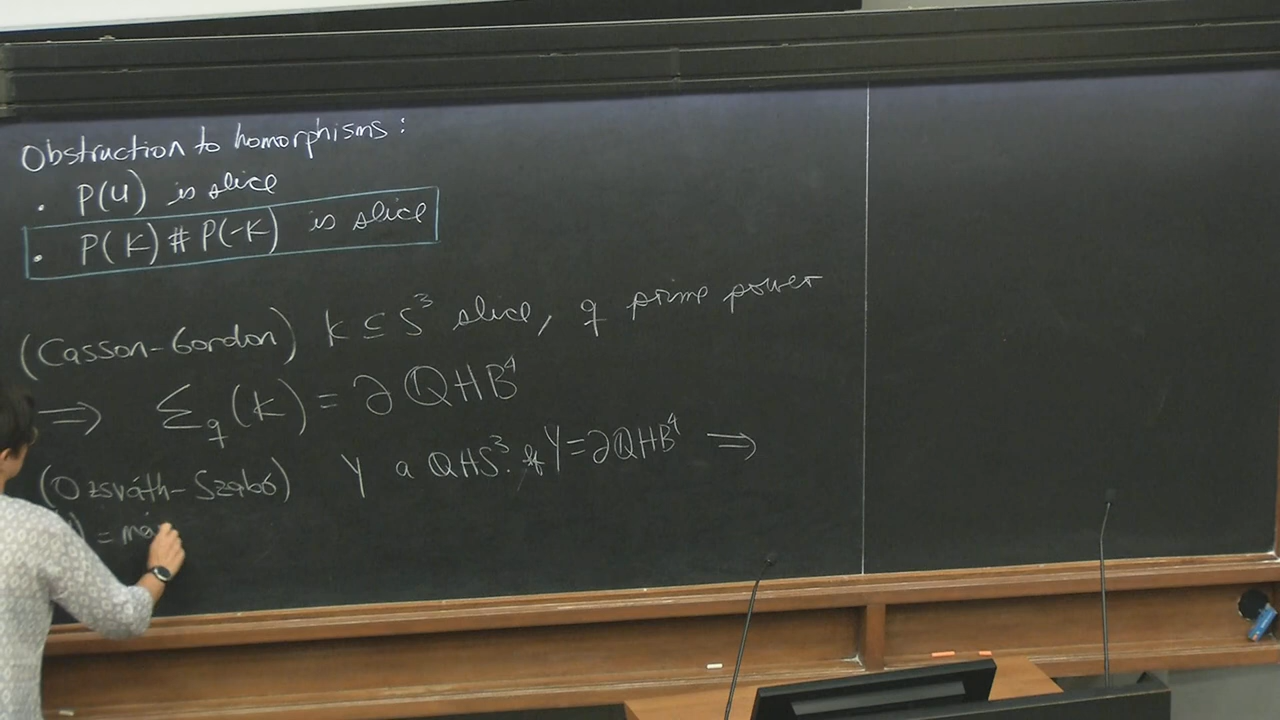 Obstruction to homorphisms:
• P(U) is slice
• P(K) # P(-K) is slice
(Casson-Gordon) K ⊆ S³ slice, q prime power
⇒ Σ_q(K) = ∂ QHB⁴
(Ozsváth-Szabó) Y a QHS³. If Y = ∂QHB⁴ ⇒
) =